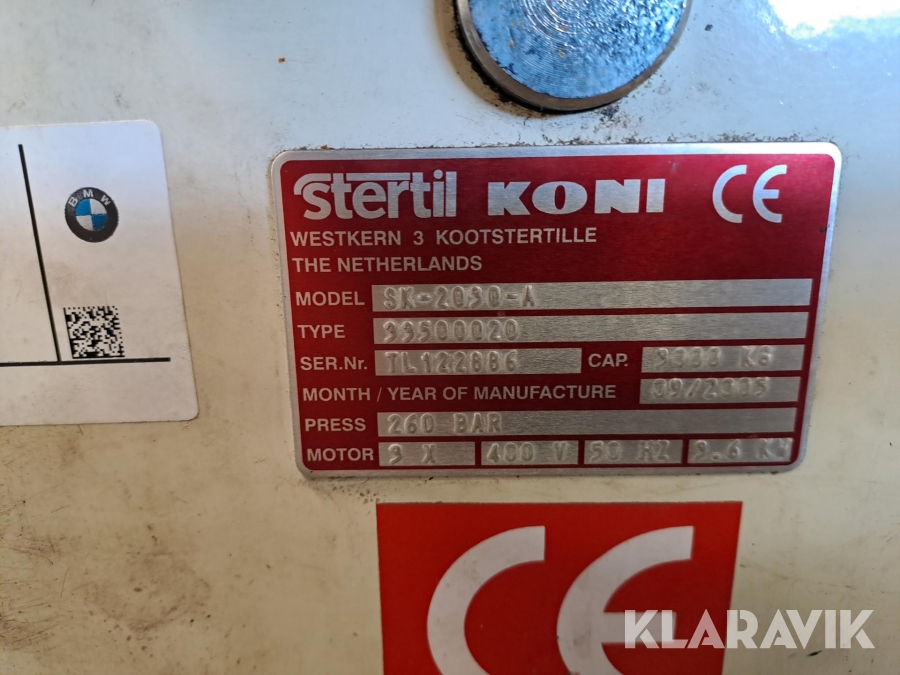 BMW
Stertil KONI CE
WESTKERN 3 KOOTSTERTILLE
THE NETHERLANDS
MODEL SK-2030-A
TYPE 33500020
SER.Nr. TL122886 CAP. KG
MONTH / YEAR OF MANUFACTURE
PRESS 260 BAR
MOTOR 3 X 400 V 50 HZ
CE
KLARAVIK